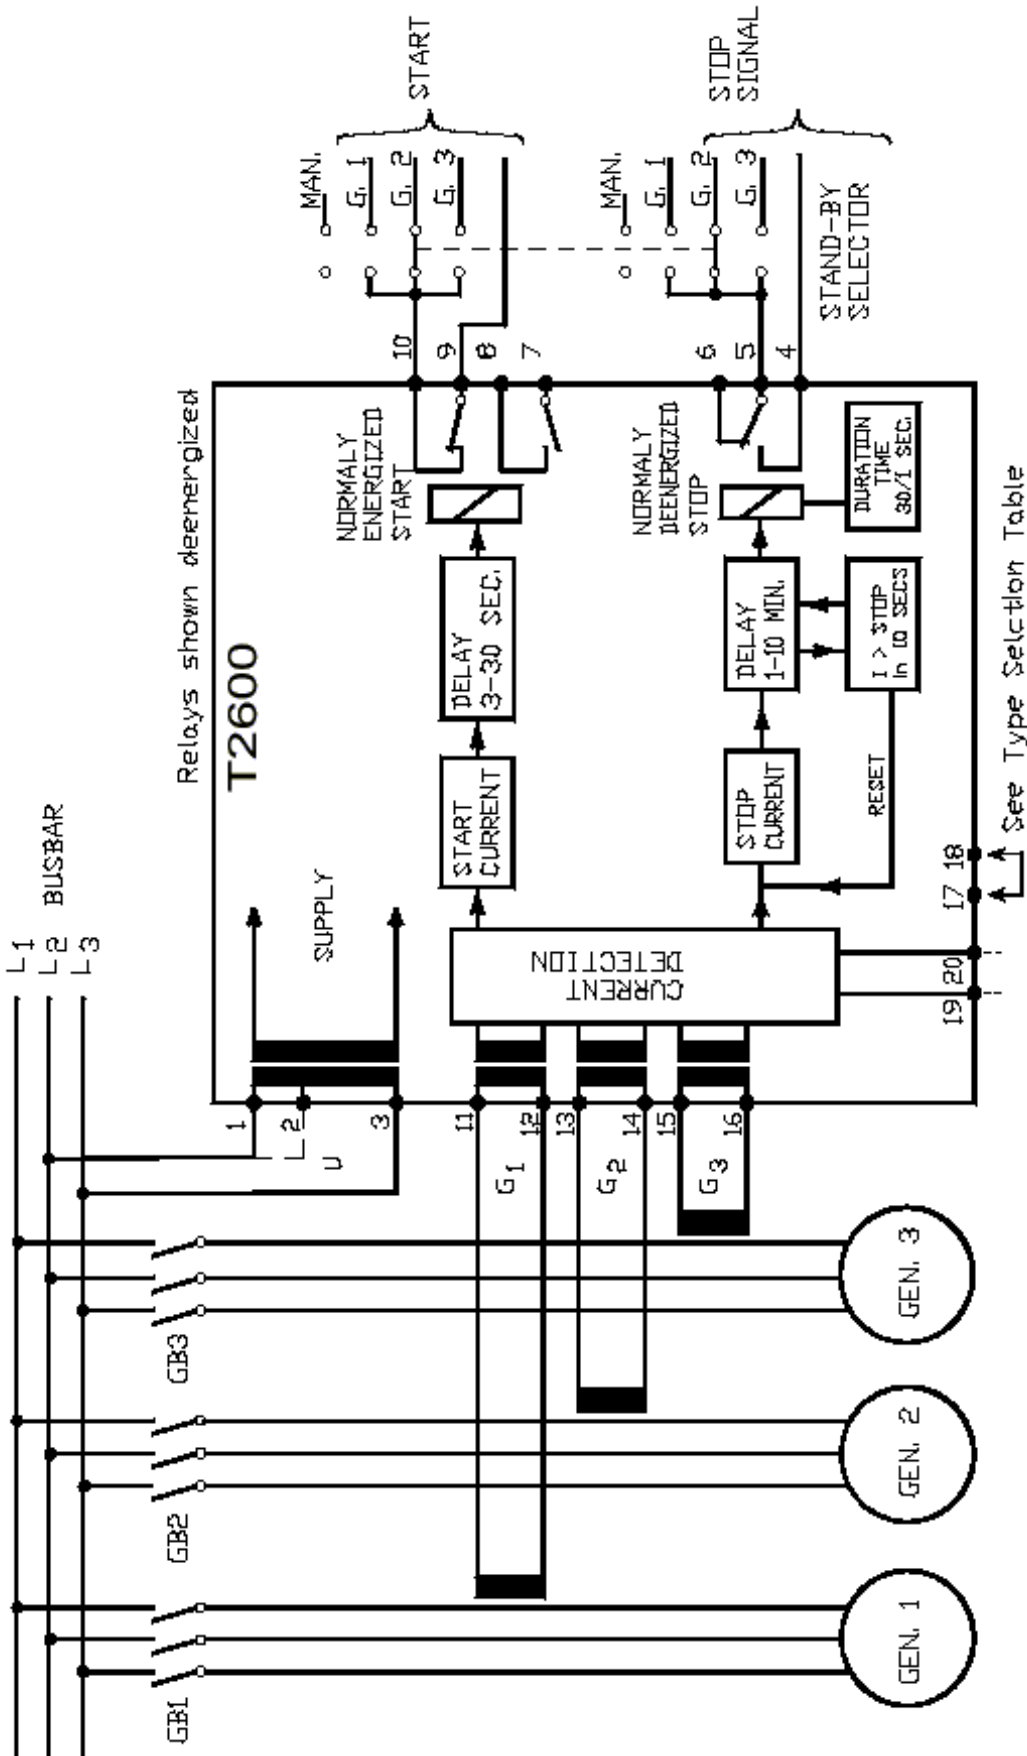 L1
L2 BUSBAR
L3
GB1
GB2
GB3
GEN. 1
GEN. 2
GEN. 3
Relays shown deenergized
T2600
1
2
3
U
SUPPLY
11
12
13
14
15
16
G1
G2
G3
CURRENT
DETECTION
START
CURRENT
DELAY
3-30 SEC.
NORMALY
ENERGIZED
START
STOP
CURRENT
DELAY
1-10 MIN.
NORMALY
DEENERGIZED
STOP
RESET
I > STOP
In 10 SECS
DURATION
TIME
30/1 SEC.
10
9
8
7
6
5
4
MAN.
G. 1
G. 2
G. 3
START
MAN.
G. 1
G. 2
G. 3
STOP
SIGNAL
STAND-BY
SELECTOR
19
20
17
18
See Type Selction Table